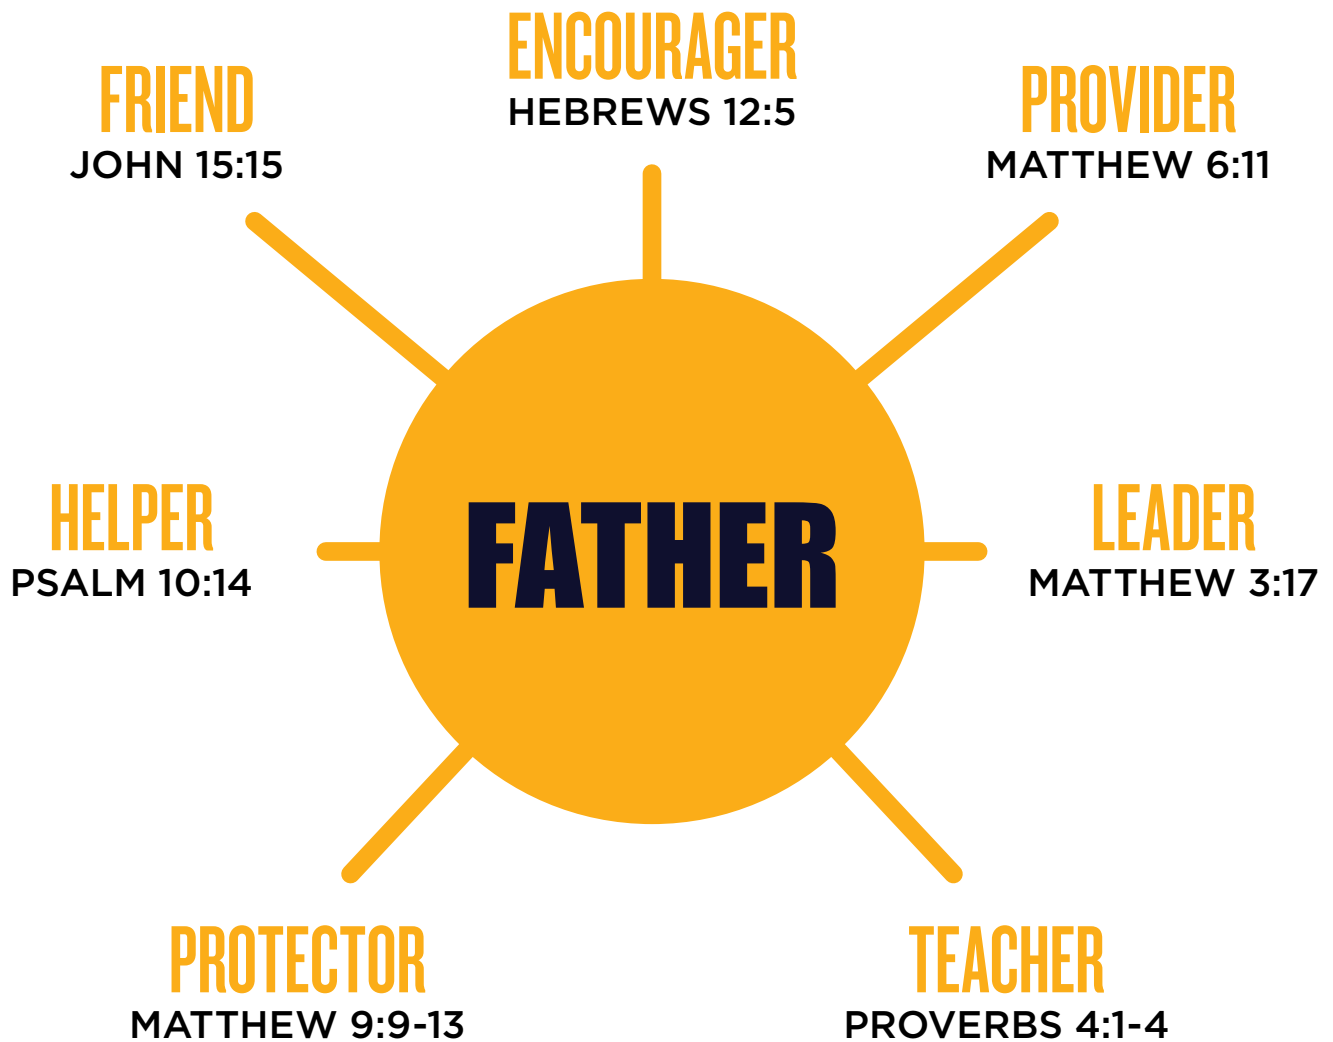 ENCOURAGER
HEBREWS 12:5
FRIEND
JOHN 15:15
PROVIDER
MATTHEW 6:11
HELPER
PSALM 10:14
FATHER
LEADER
MATTHEW 3:17
PROTECTOR
MATTHEW 9:9-13
TEACHER
PROVERBS 4:1-4